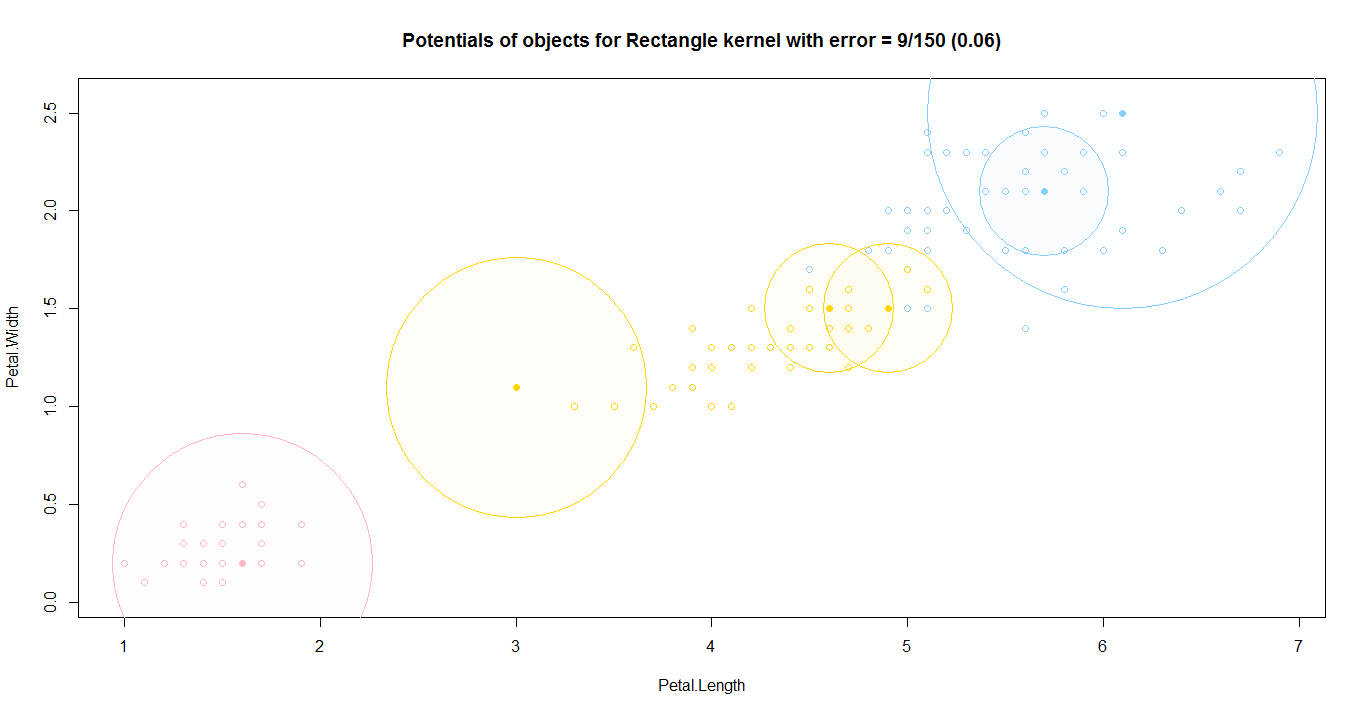 Potentials of objects for Rectangle kernel with error = 9/150 (0.06)
Petal.Width
2.5
2.0
1.5
1.0
0.5
0.0
1 2 3 4 5 6 7
Petal.Length